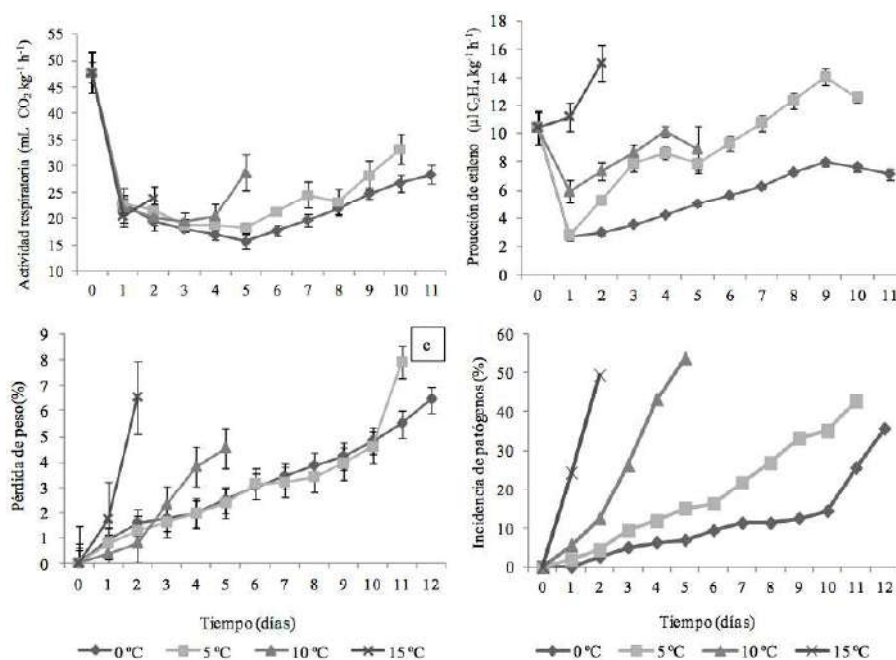 Actividad respiratoria (mL CO₂ kg⁻¹ h⁻¹)
55
50
45
40
35
30
25
20
15
10
0 1 2 3 4 5 6 7 8 9 10 11
Proucción de etileno (µl C₂H₄ kg⁻¹ h⁻¹)
18
16
14
12
10
8
6
4
2
0
0 1 2 3 4 5 6 7 8 9 10 11
Pérdida de peso(%)
9
8
7
6
5
4
3
2
1
0
c
0 1 2 3 4 5 6 7 8 9 10 11 12
Tiempo (días)
0 ºC 5 ºC 10 ºC 15 ºC
Incidencia de patógenos (%)
60
50
40
30
20
10
0
0 1 2 3 4 5 6 7 8 9 10 11 12
Tiempo (días)
0 ºC 5 ºC 10 ºC 15 ºC